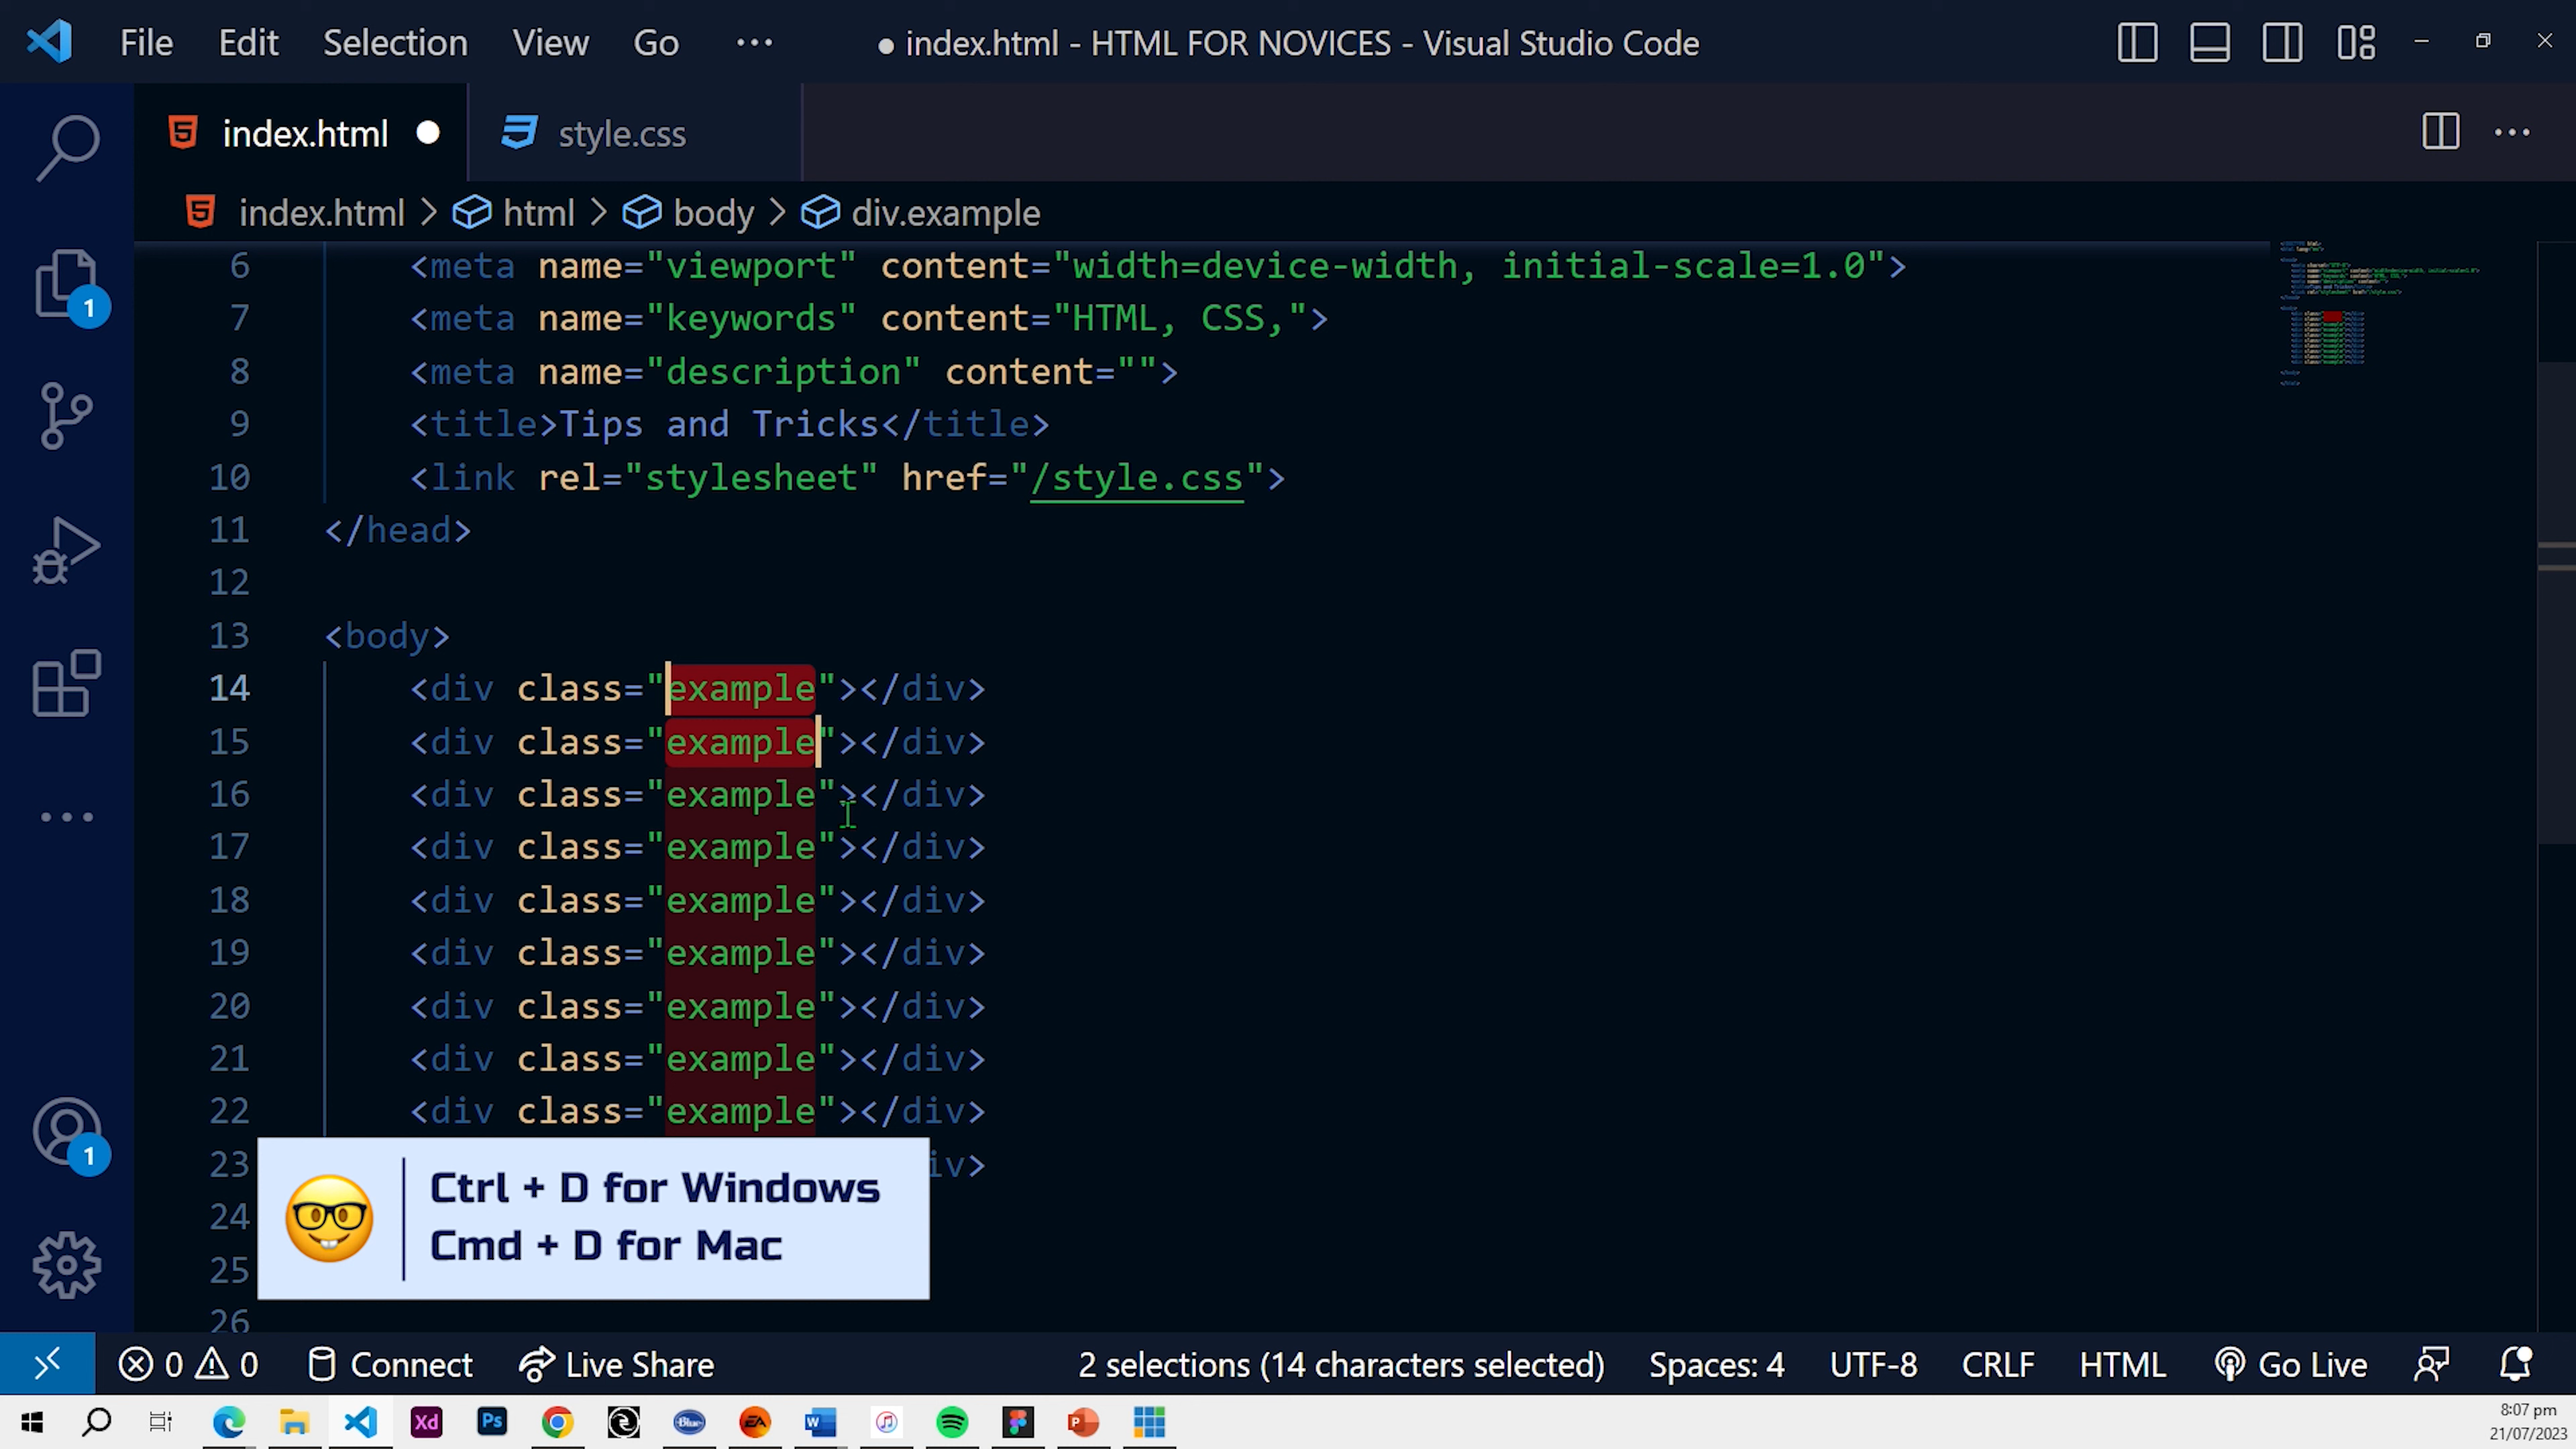 File Edit Selection View Go ··· ● index.html - HTML FOR NOVICES - Visual Studio Code
index.html ● style.css
index.html > html > body > div.example
6 <meta name="viewport" content="width=device-width, initial-scale=1.0">
7 <meta name="keywords" content="HTML, CSS,">
8 <meta name="description" content="">
9 <title>Tips and Tricks</title>
10 <link rel="stylesheet" href="/style.css">
11 </head>
12
13 <body>
14 <div class="example"></div>
15 <div class="example"></div>
16 <div class="example"></div>
17 <div class="example"></div>
18 <div class="example"></div>
19 <div class="example"></div>
20 <div class="example"></div>
21 <div class="example"></div>
22 <div class="example"></div>
23 iv>
24
25
26
1
1
Ctrl + D for Windows
Cmd + D for Mac
0 0 Connect Live Share 2 selections (14 characters selected) Spaces: 4 UTF-8 CRLF HTML Go Live
Xd Ps Blue EA W P
8:07 pm
21/07/2023